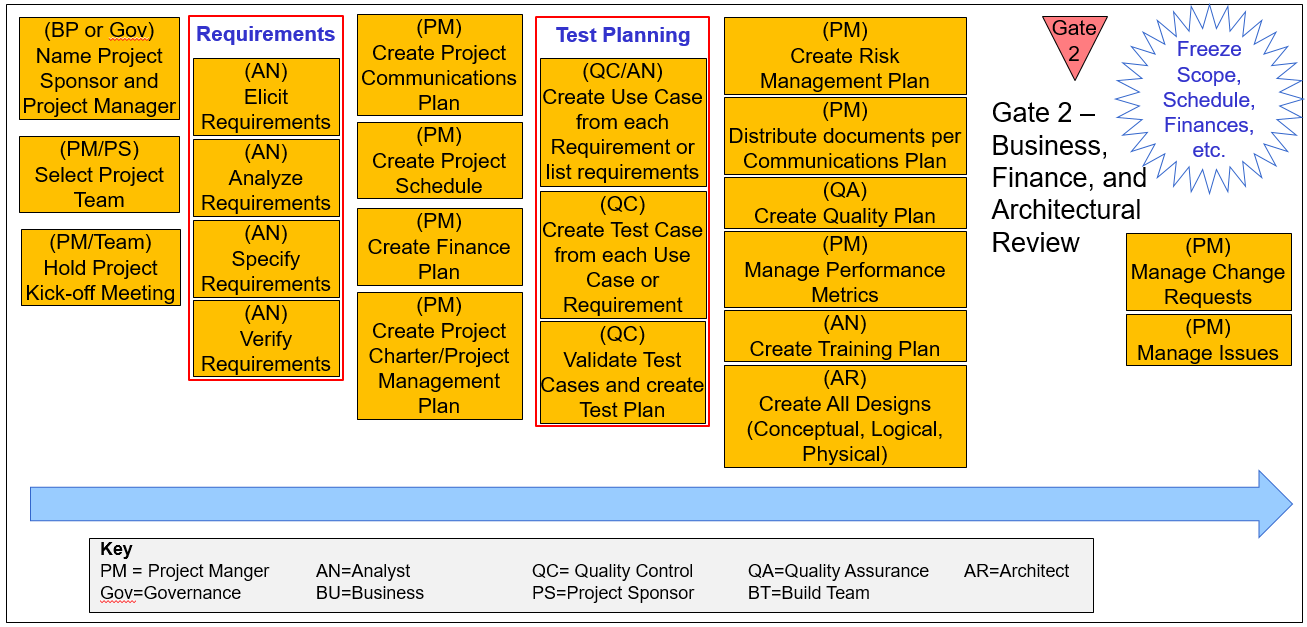 (BP or Gov)
Name Project
Sponsor and
Project Manager
(PM/PS)
Select Project
Team
(PM/Team)
Hold Project
Kick-off Meeting
Requirements
(AN)
Elicit
Requirements
(AN)
Analyze
Requirements
(AN)
Specify
Requirements
(AN)
Verify
Requirements
(PM)
Create Project
Communications
Plan
(PM)
Create Project
Schedule
(PM)
Create Finance
Plan
(PM)
Create Project
Charter/Project
Management
Plan
Test Planning
(QC/AN)
Create Use Case
from each
Requirement or
list requirements
(QC)
Create Test Case
from each Use
Case or
Requirement
(QC)
Validate Test
Cases and create
Test Plan
(PM)
Create Risk
Management Plan
(PM)
Distribute documents per
Communications Plan
(QA)
Create Quality Plan
(PM)
Manage Performance
Metrics
(AN)
Create Training Plan
(AR)
Create All Designs
(Conceptual, Logical,
Physical)
Gate
2
Gate 2 –
Business,
Finance, and
Architectural
Review
Freeze
Scope,
Schedule,
Finances,
etc.
(PM)
Manage Change
Requests
(PM)
Manage Issues
Key
PM = Project Manger AN=Analyst QC= Quality Control QA=Quality Assurance AR=Architect
Gov=Governance BU=Business PS=Project Sponsor BT=Build Team